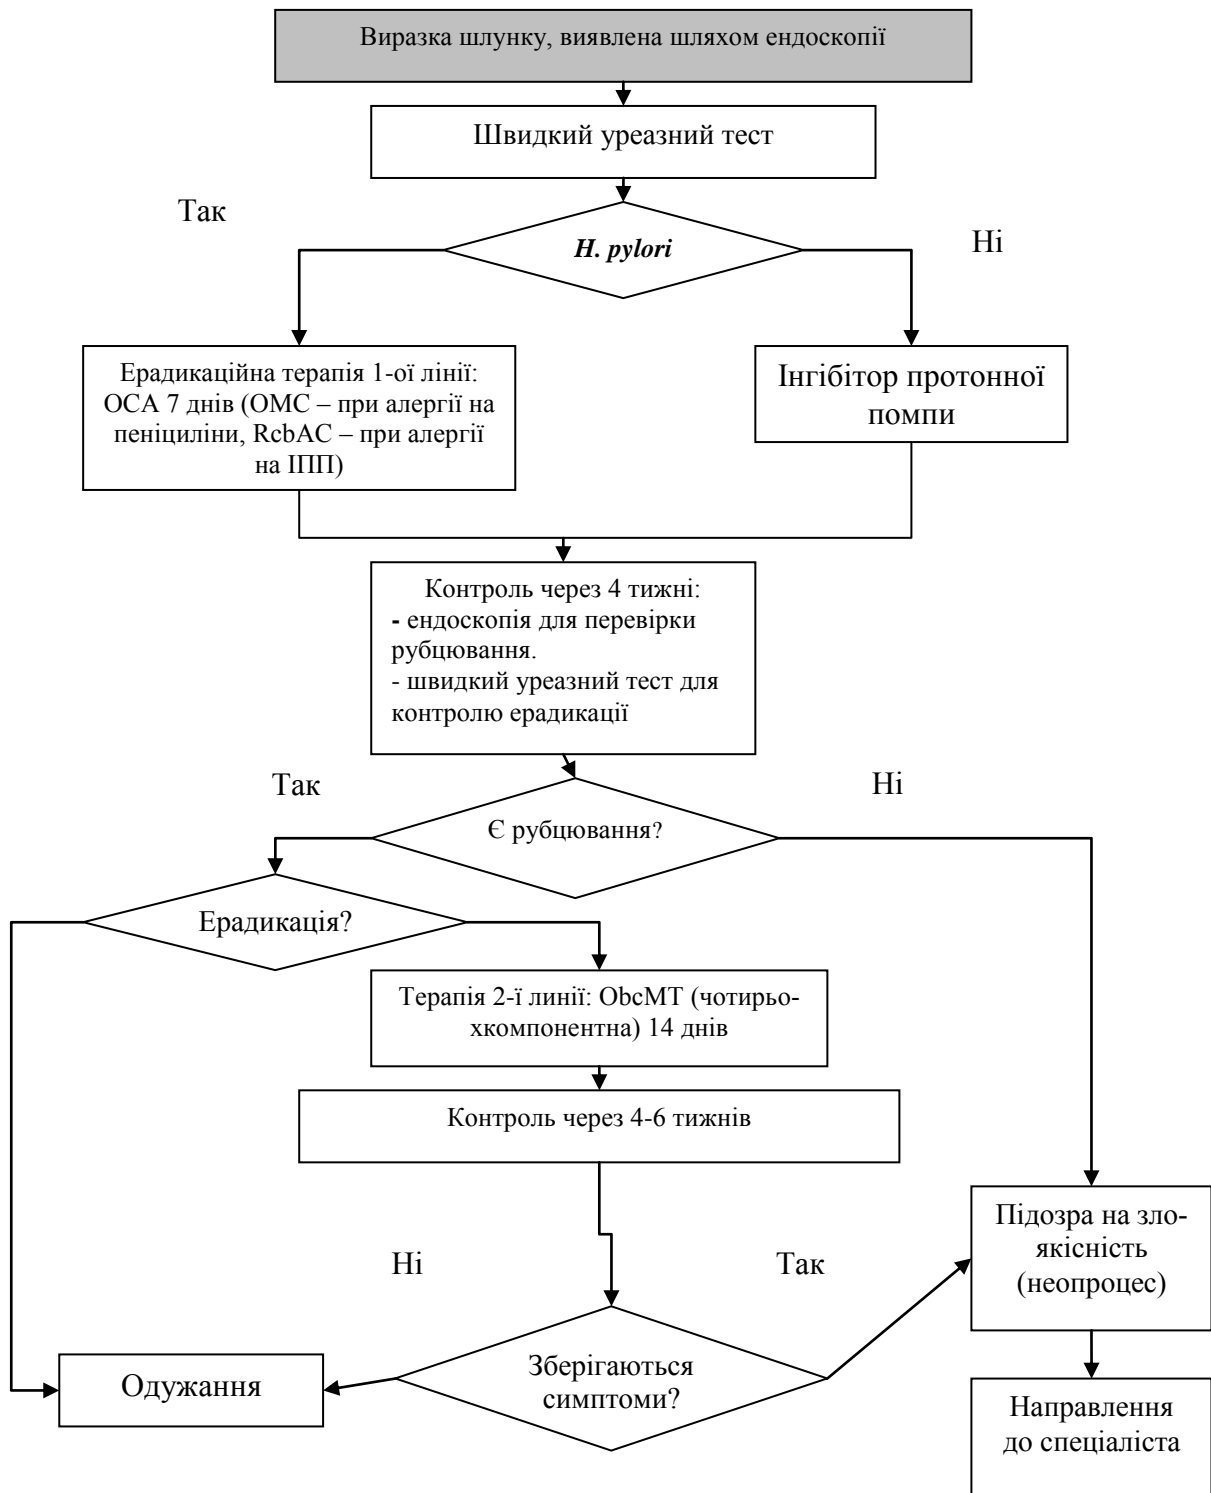 Виразка шлунку, виявлена шляхом ендоскопії
Швидкий уреазний тест
Так
H. pylori
Ні
Ерадикаційна терапія 1-ої лінії:
ОСА 7 днів (ОМС – при алергії на
пеніциліни, RcbAC – при алергії
на ІПП)
Інгібітор протонної
помпи
Контроль через 4 тижні:
- ендоскопія для перевірки
рубцювання.
- швидкий уреазний тест для
контролю ерадикації
Так
Ні
Є рубцювання?
Ерадикація?
Терапія 2-ї линії: ObcMT (чотирьо-
хкомпонентна) 14 днів
Контроль через 4-6 тижнів
Підозра на зло-
якісність
(неопроцес)
Ні
Так
Зберігаються
симптоми?
Одужання
Направлення
до спеціаліста